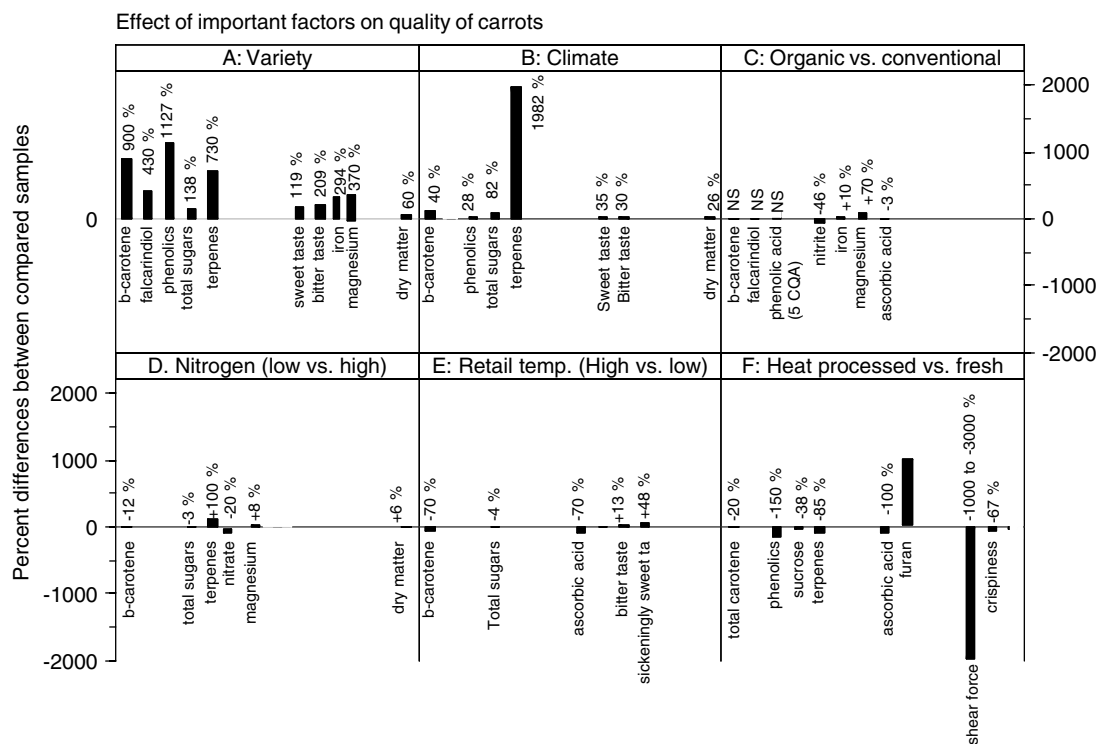 Effect of important factors on quality of carrots
Percent differences between compared samples
A: Variety
900 %
430 %
1127 %
138 %
730 %
119 %
209 %
294 %
370 %
60 %
0
b-carotene
falcarindiol
phenolics
total sugars
terpenes
sweet taste
bitter taste
iron
magnesium
dry matter
B: Climate
40 %
28 %
82 %
1982 %
35 %
30 %
26 %
b-carotene
phenolics
total sugars
terpenes
Sweet taste
Bitter taste
dry matter
C: Organic vs. conventional
NS
NS
NS
-46 %
+10 %
+70 %
-3 %
b-carotene
falcarindiol
phenolic acid
(5 CQA)
nitrite
iron
magnesium
ascorbic acid
2000
1000
0
-1000
-2000
D. Nitrogen (low vs. high)
2000
1000
0
-1000
-2000
-12 %
-3 %
+100 %
-20 %
+8 %
+6 %
b-carotene
total sugars
terpenes
nitrate
magnesium
dry matter
E: Retail temp. (High vs. low)
-70 %
-4 %
-70 %
+13 %
+48 %
b-carotene
Total sugars
ascorbic acid
bitter taste
sickeningly sweet ta
F: Heat processed vs. fresh
-20 %
-150 %
-38 %
-85 %
-100 %
-1000 to -3000 %
-67 %
total carotene
phenolics
sucrose
terpenes
ascorbic acid
furan
shear force
crispiness